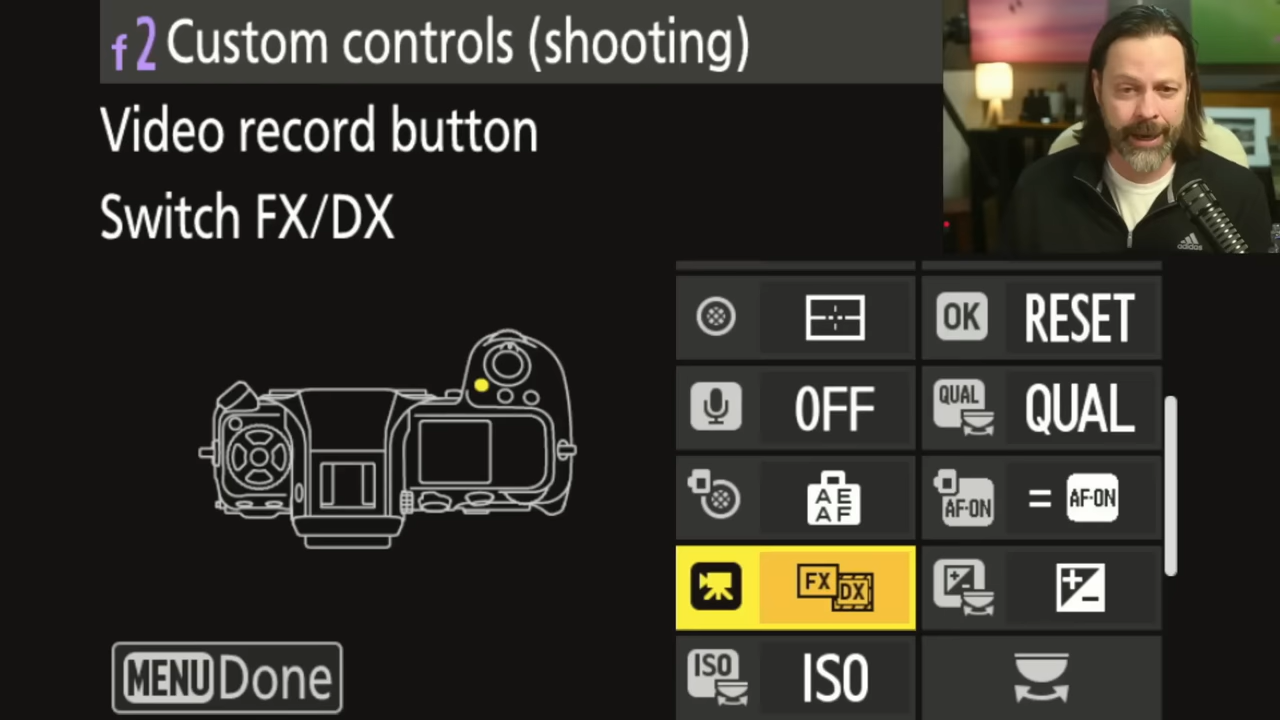 f2 Custom controls (shooting)
Video record button
Switch FX/DX
OK RESET
OFF QUAL QUAL
AE AF-ON = AF-ON
AF
FX DX
ISO ISO
MENU Done
adidas